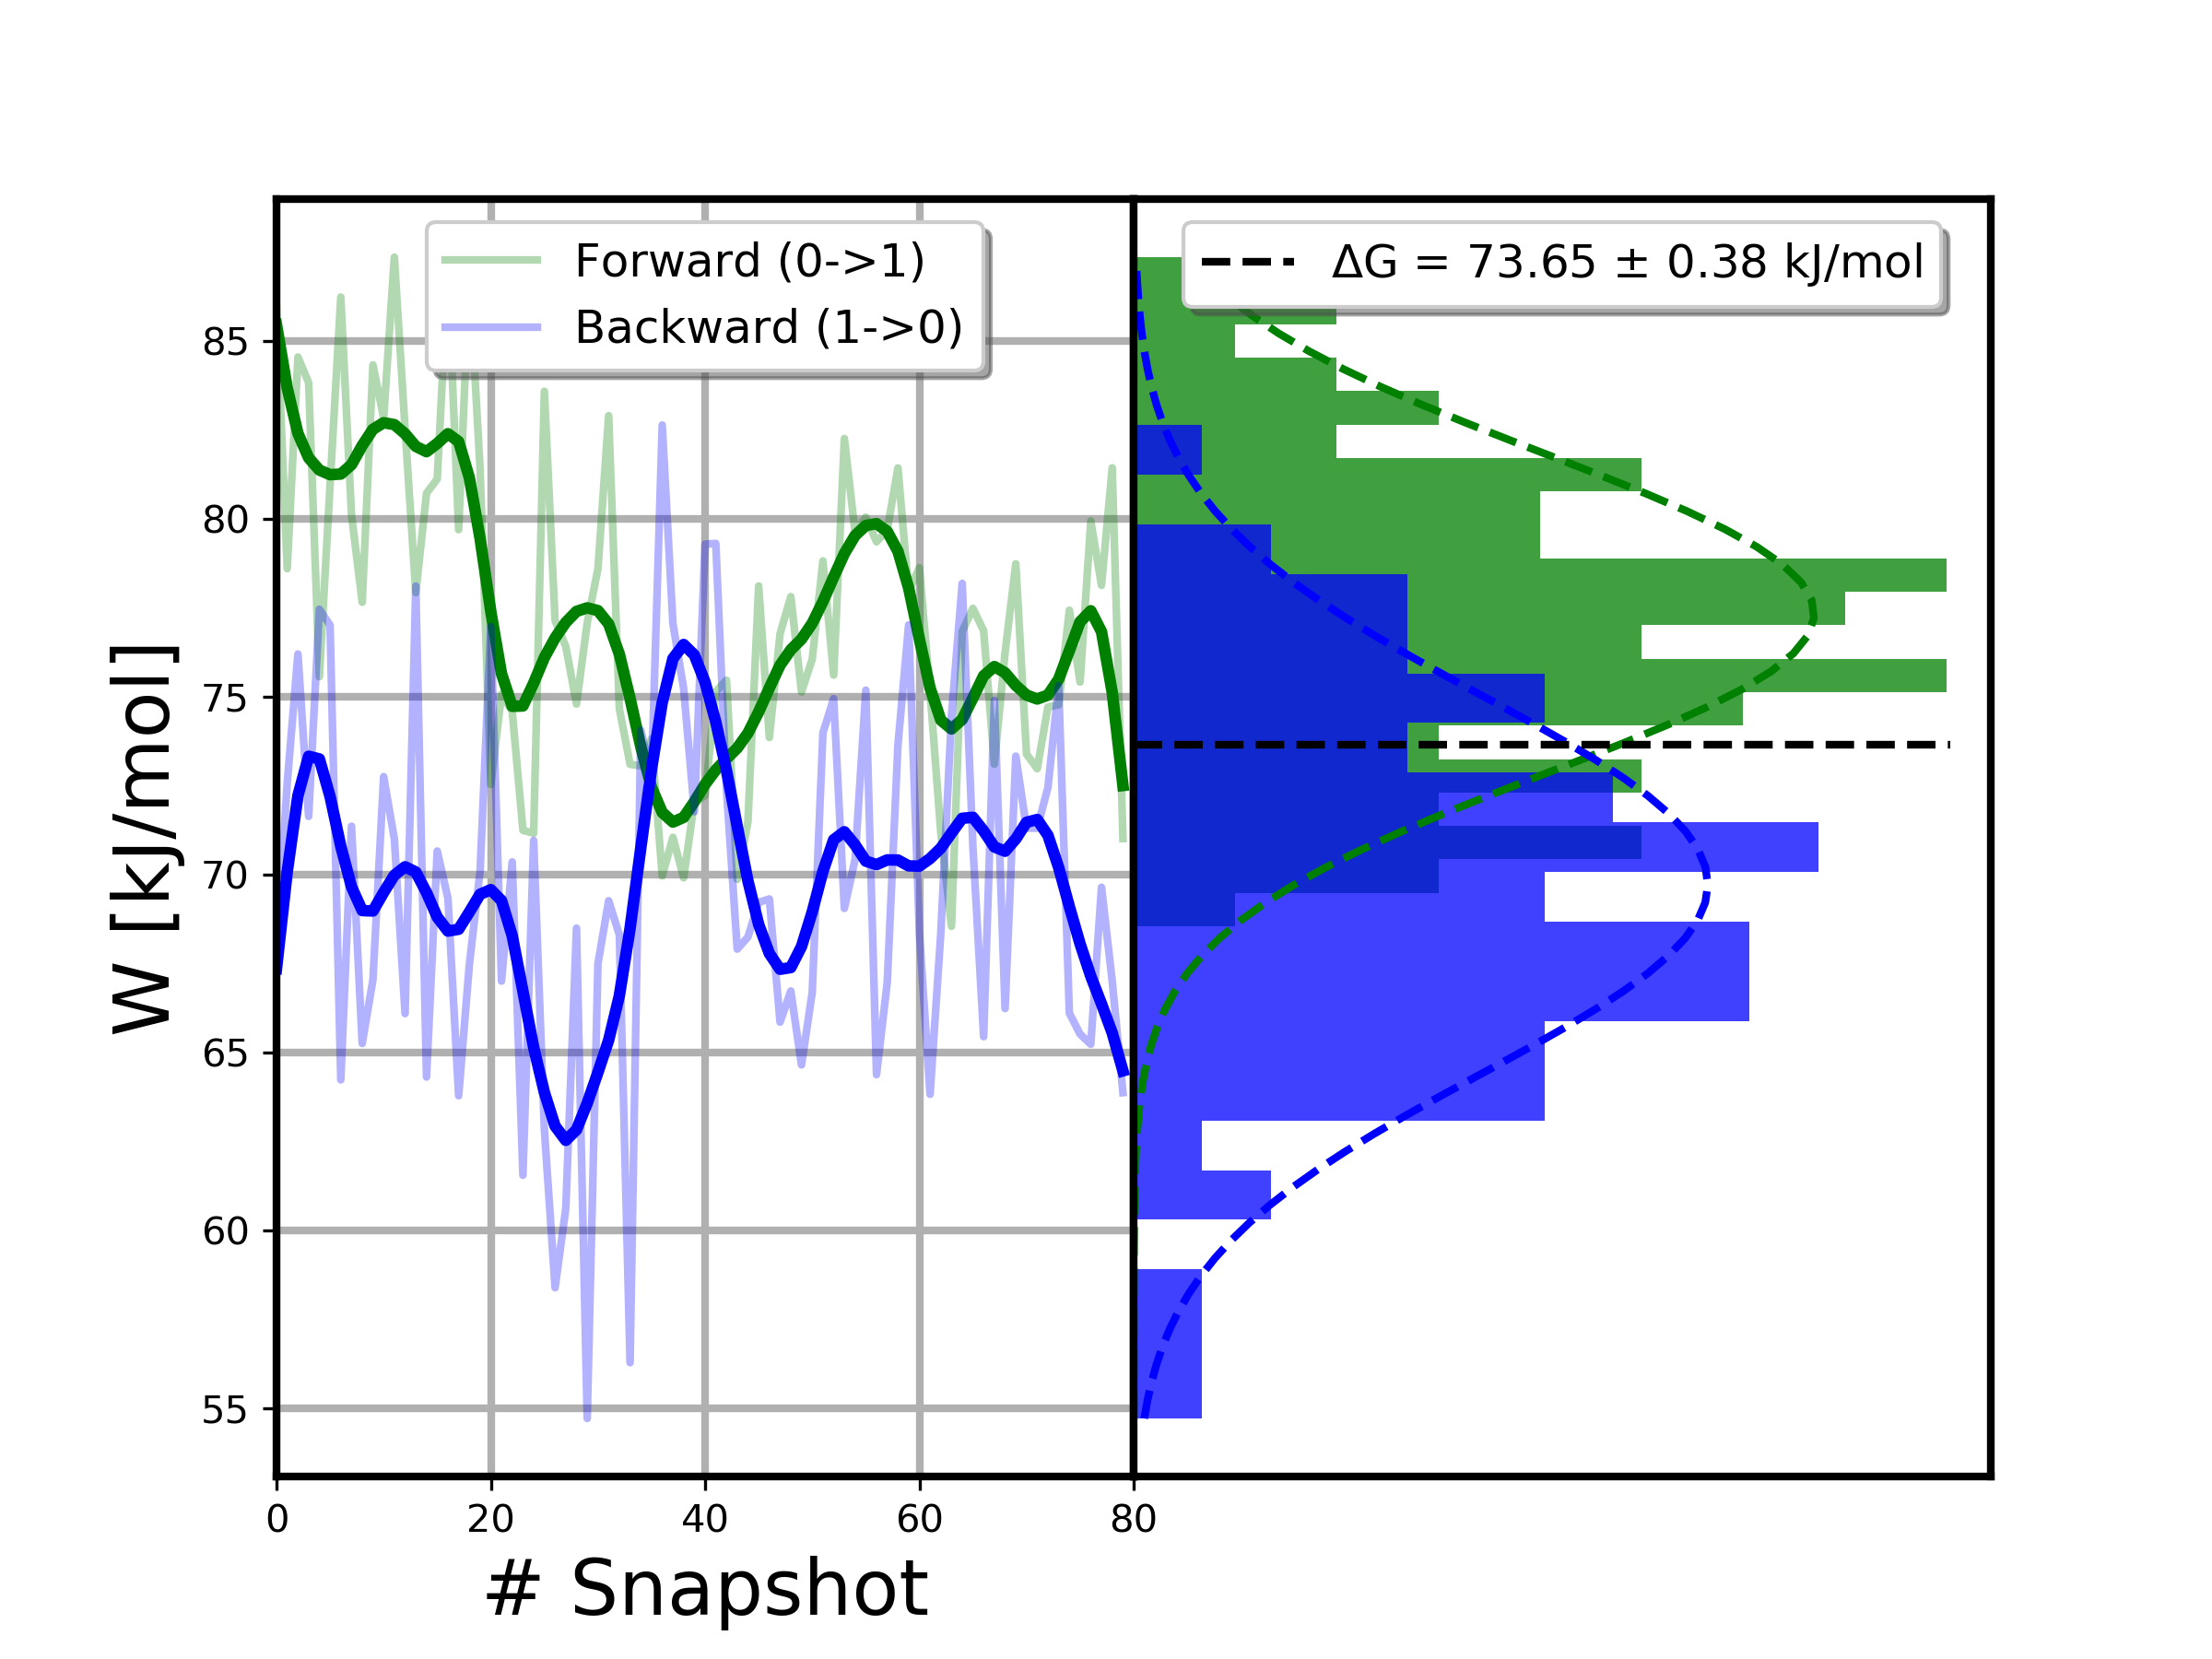 Forward (0->1)
Backward (1->0)
ΔG = 73.65 ± 0.38 kJ/mol
W [kJ/mol]
85
80
75
70
65
60
55
0 20 40 60 80
# Snapshot